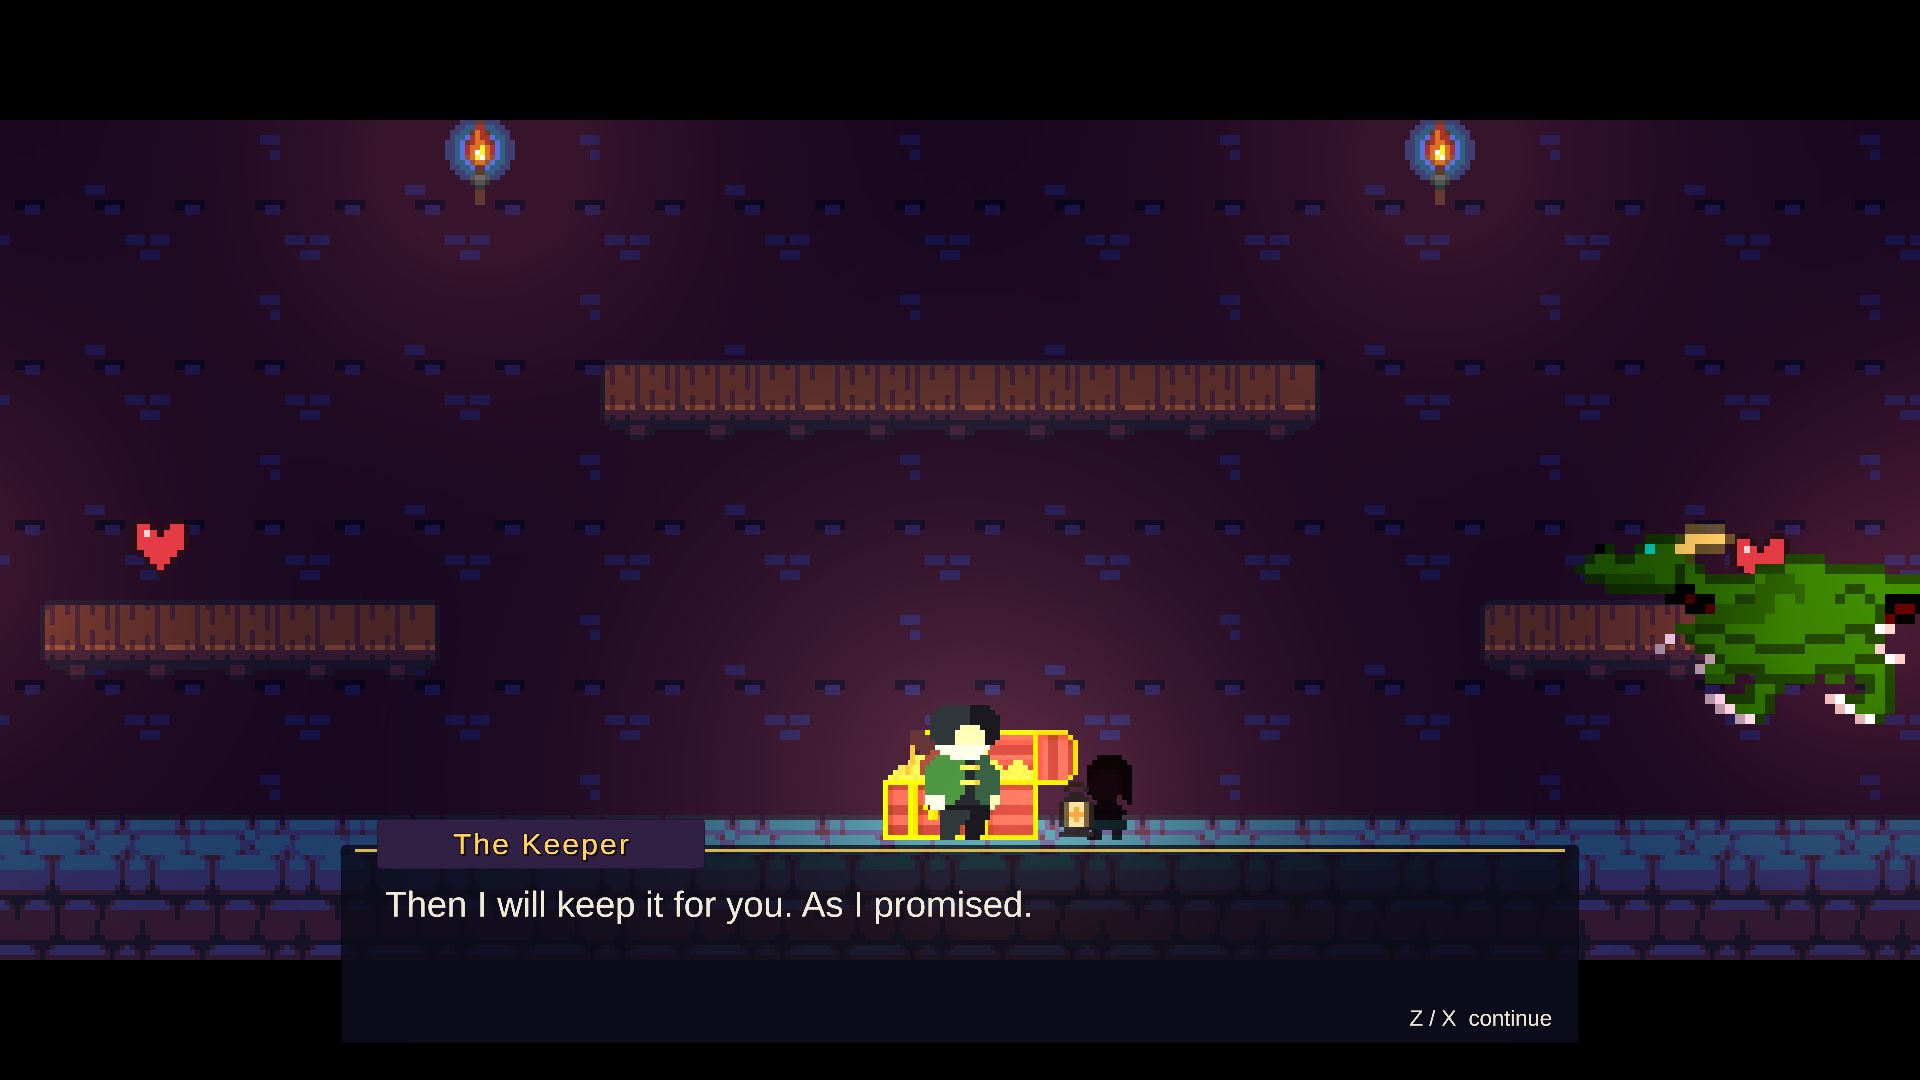 The Keeper
Then I will keep it for you. As I promised.
Z / X continue